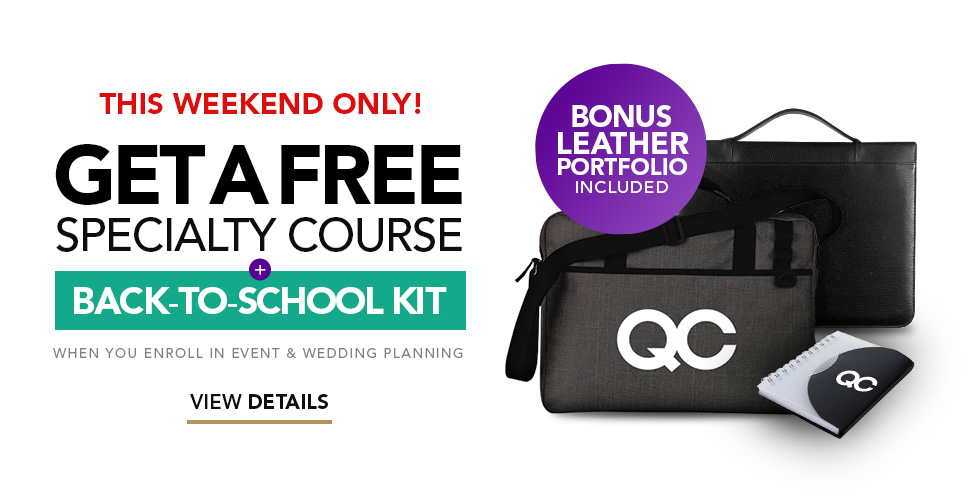 THIS WEEKEND ONLY!
GET A FREE
SPECIALTY COURSE
+
BACK-TO-SCHOOL KIT
WHEN YOU ENROLL IN EVENT & WEDDING PLANNING
VIEW DETAILS
BONUS
LEATHER
PORTFOLIO
INCLUDED
QC
QC